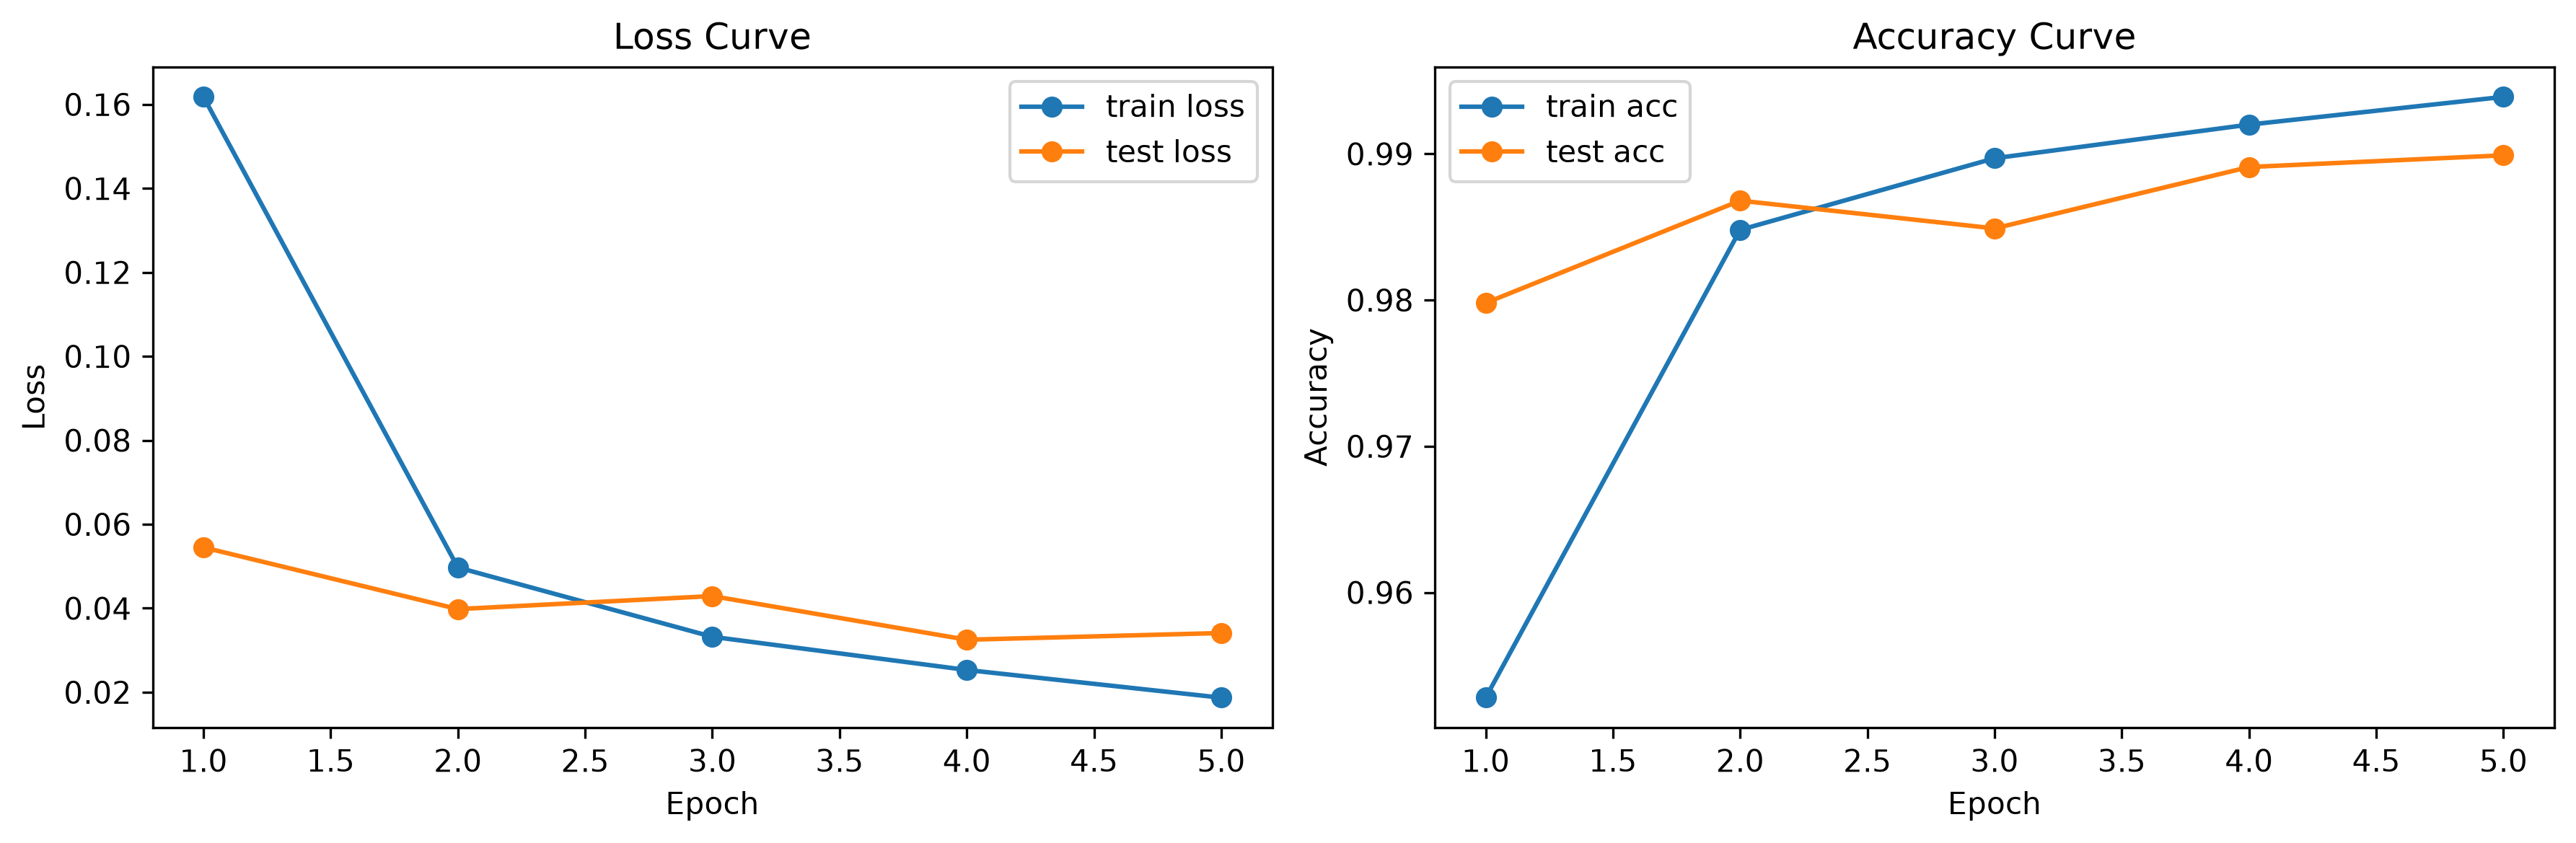 Loss Curve
0.16
0.14
0.12
0.10
0.08
0.06
0.04
0.02
Loss
train loss
test loss
1.0 1.5 2.0 2.5 3.0 3.5 4.0 4.5 5.0
Epoch
Accuracy Curve
0.99
0.98
0.97
0.96
Accuracy
train acc
test acc
1.0 1.5 2.0 2.5 3.0 3.5 4.0 4.5 5.0
Epoch